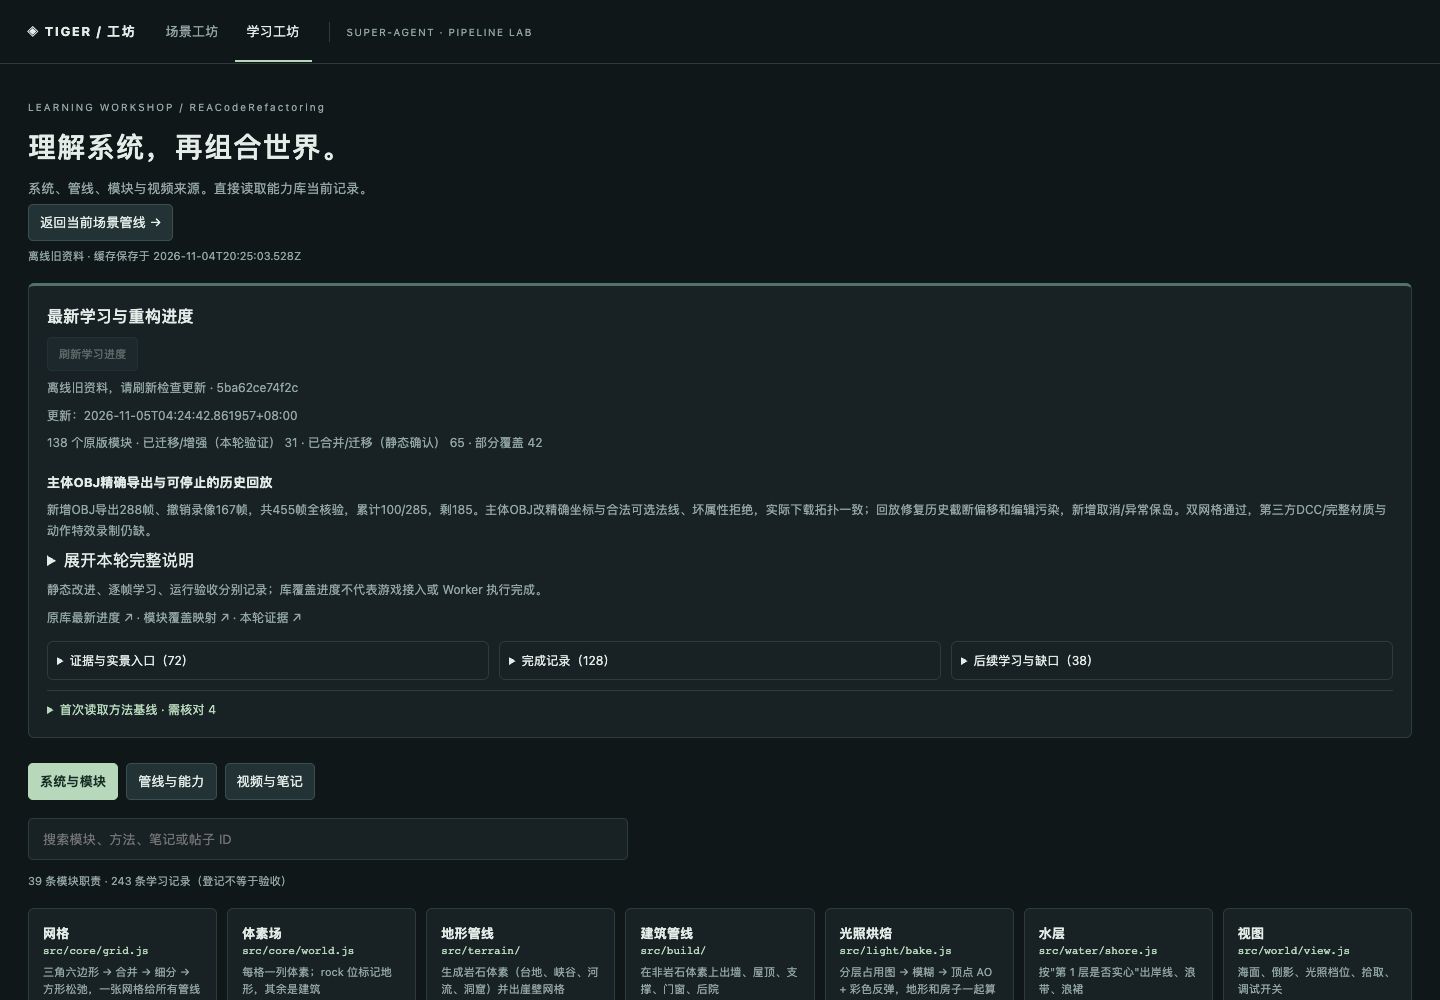 ◈ TIGER / 工坊
场景工坊
学习工坊
SUPER-AGENT · PIPELINE LAB
LEARNING WORKSHOP / REACodeRefactoring
理解系统，再组合世界。
系统、管线、模块与视频来源。直接读取能力库当前记录。
返回当前场景管线 →
离线旧资料 · 缓存保存于 2026-11-04T20:25:03.528Z
最新学习与重构进度
刷新学习进度
离线旧资料，请刷新检查更新 · 5ba62ce74f2c
更新：2026-11-05T04:24:42.861957+08:00
138 个原版模块 · 已迁移/增强（本轮验证） 31 · 已合并/迁移（静态确认） 65 · 部分覆盖 42
主体OBJ精确导出与可停止的历史回放
新增OBJ导出288帧、撤销录像167帧，共455帧全核验，累计100/285，剩185。主体OBJ改精确坐标与合法可选法线、坏属性拒绝，实际下载拓扑一致；回放修复历史截断偏移和编辑污染，新增取消/异常保岛。双网格通过，第三方DCC/完整材质与
动作特效录制仍缺。
▶ 展开本轮完整说明
静态改进、逐帧学习、运行验收分别记录；库覆盖进度不代表游戏接入或 Worker 执行完成。
原库最新进度 ↗ · 模块覆盖映射 ↗ · 本轮证据 ↗
▶ 证据与实景入口（72）
▶ 完成记录（128）
▶ 后续学习与缺口（38）
▶ 首次读取方法基线 · 需核对 4
系统与模块
管线与能力
视频与笔记
搜索模块、方法、笔记或帖子 ID
39 条模块职责 · 243 条学习记录（登记不等于验收）
网格
src/core/grid.js
三角六边形 → 合并 → 细分 →
方形松弛，一张网格给所有管线
体素场
src/core/world.js
每格一列体素；rock 位标记地
形，其余是建筑
地形管线
src/terrain/
生成岩石体素（台地、峡谷、河
流、洞窟）并出崖壁网格
建筑管线
src/build/
在非岩石体素上出墙、屋顶、支
撑、门窗、后院
光照烘焙
src/light/bake.js
分层占用图 → 模糊 → 顶点 AO
+ 彩色反弹，地形和房子一起算
水层
src/water/shore.js
按"第 1 层是否实心"出岸线、浪
带、浪裙
视图
src/world/view.js
海面、倒影、光照档位、拾取、
调试开关